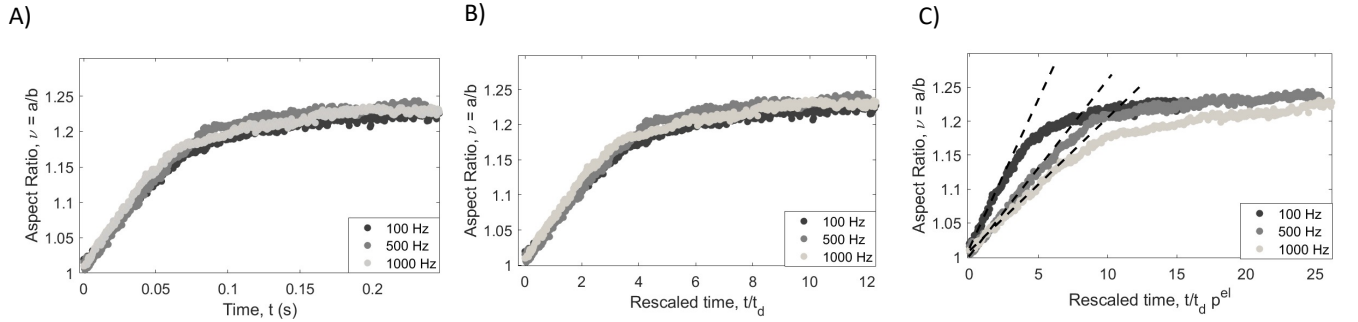 A)
Aspect Ratio, ν = a/b
1.25
1.2
1.15
1.1
1.05
1
0 0.05 0.1 0.15 0.2
Time, t (s)
100 Hz
500 Hz
1000 Hz
B)
Aspect Ratio, ν = a/b
1.25
1.2
1.15
1.1
1.05
1
0 2 4 6 8 10 12
Rescaled time, t/t_d
100 Hz
500 Hz
1000 Hz
C)
Aspect Ratio, ν = a/b
1.25
1.2
1.15
1.1
1.05
1
0 5 10 15 20 25
Rescaled time, t/t_d p^el
100 Hz
500 Hz
1000 Hz